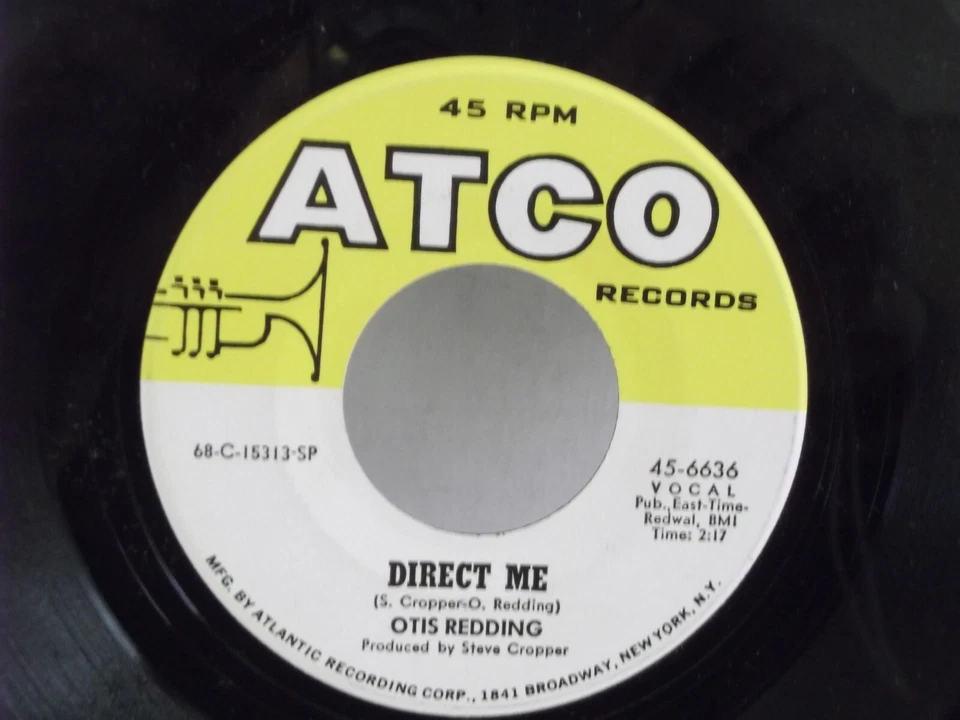 45 RPM
ATCO
RECORDS
68-C-15313-SP
45-6636
VOCAL
Pub., East-Time-
Redwal, BMI
Time: 2:17
DIRECT ME
(S. Cropper-O. Redding)
OTIS REDDING
Produced by Steve Cropper
MFG. BY ATLANTIC RECORDING CORP., 1841 BROADWAY, NEW YORK, N.Y.